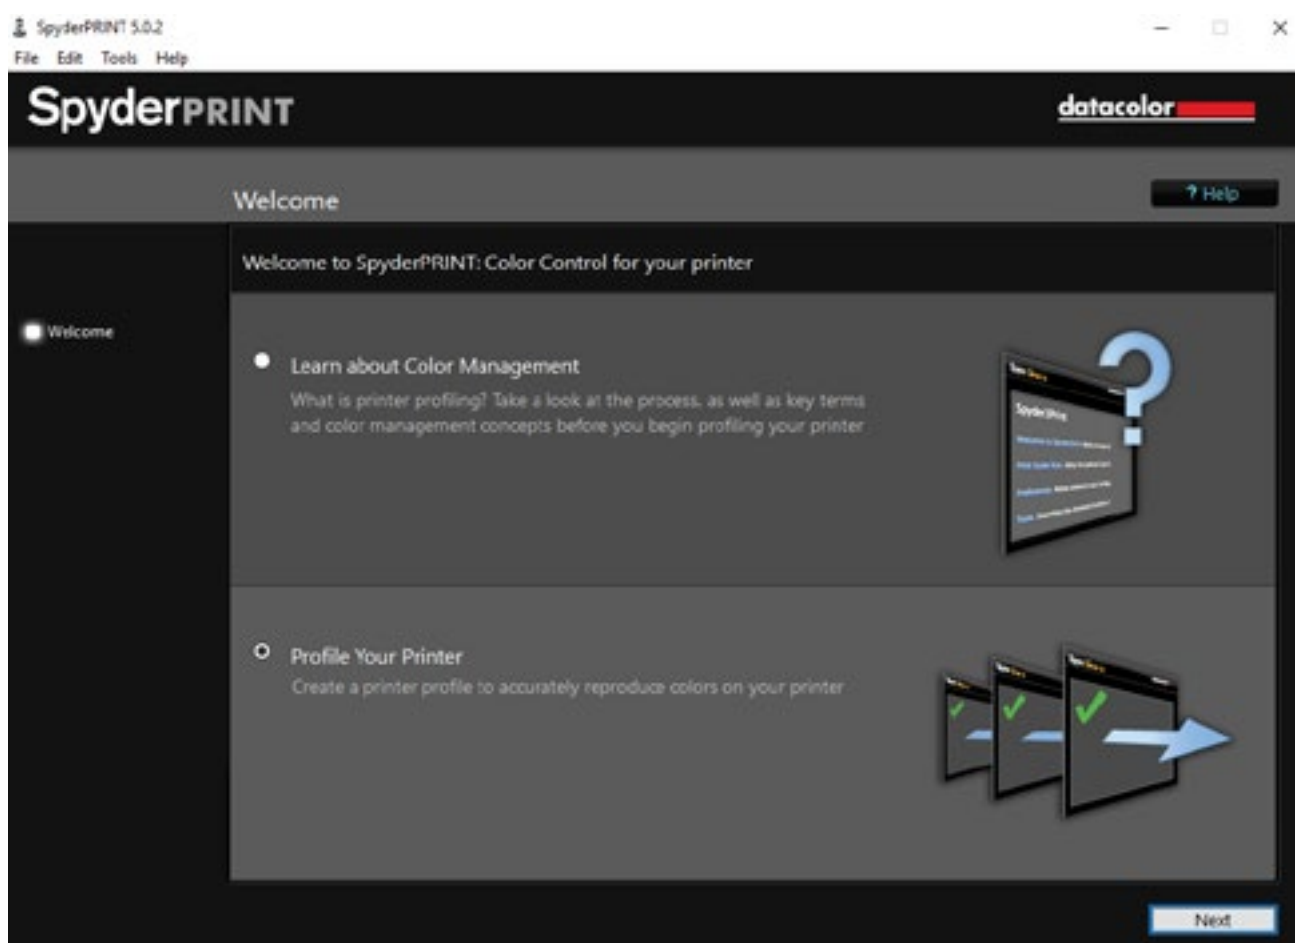 SpyderPRINT 5.0.2
File Edit Tools Help
SpyderPRINT
datacolor
Welcome
? Help
Welcome to SpyderPRINT: Color Control for your printer
Welcome
Learn about Color Management
What is printer profiling? Take a look at the process, as well as key terms
and color management concepts before you begin profiling your printer
Profile Your Printer
Create a printer profile to accurately reproduce colors on your printer
Next